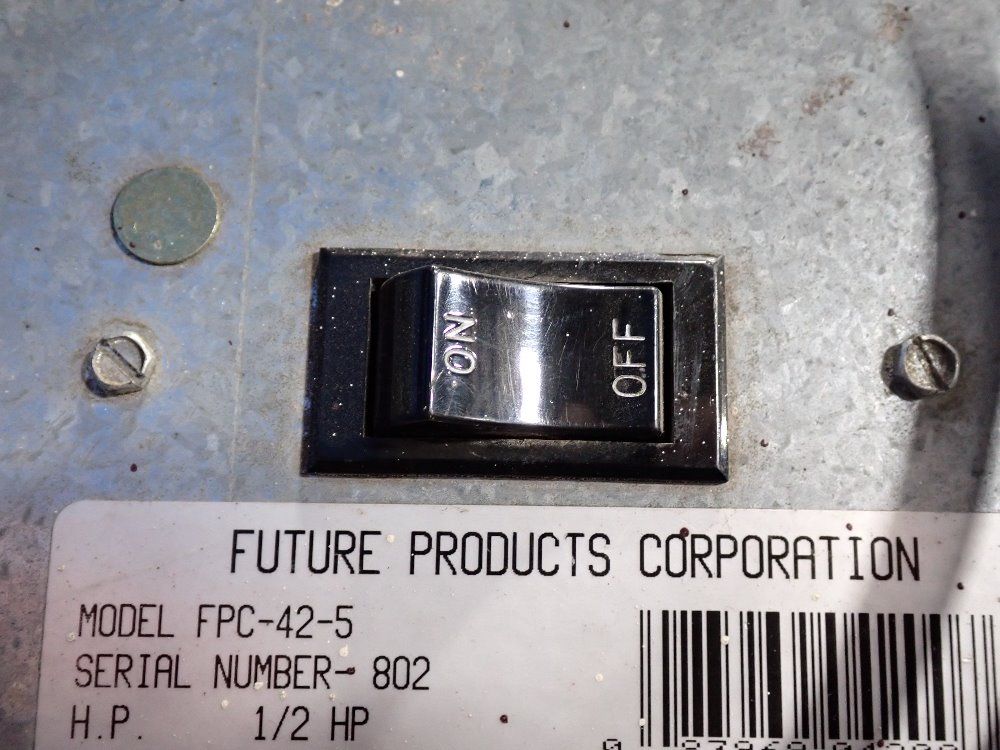 ON
OFF
FUTURE PRODUCTS CORPORATION
MODEL FPC-42-5
SERIAL NUMBER- 802
H.P. 1/2 HP